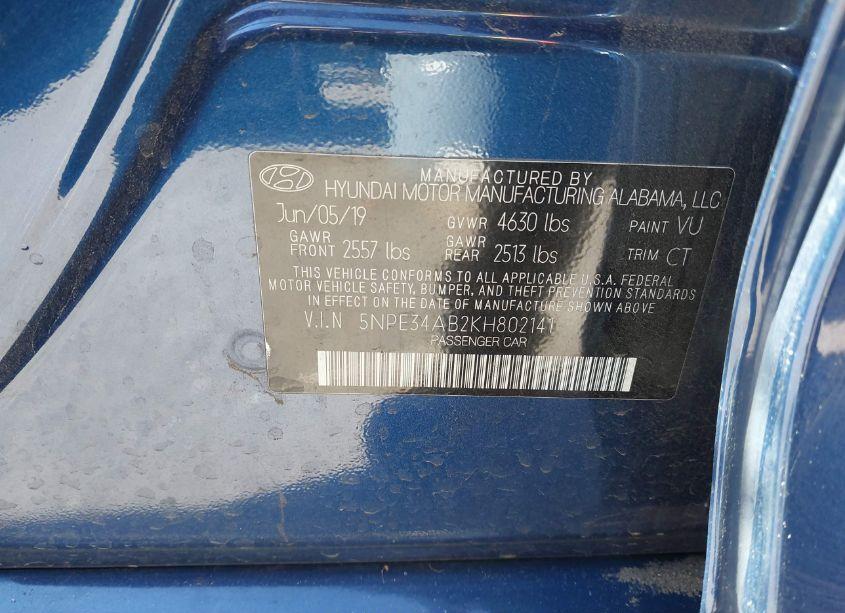 MANUFACTURED BY
HYUNDAI MOTOR MANUFACTURING ALABAMA, LLC
Jun/05/19 GVWR 4630 lbs PAINT VU
GAWR FRONT 2557 lbs GAWR REAR 2513 lbs TRIM CT
THIS VEHICLE CONFORMS TO ALL APPLICABLE U.S.A. FEDERAL
MOTOR VEHICLE SAFETY, BUMPER, AND THEFT PREVENTION STANDARDS
IN EFFECT ON THE DATE OF MANUFACTURE SHOWN ABOVE
V.I.N 5NPE34AB2KH802141
PASSENGER CAR